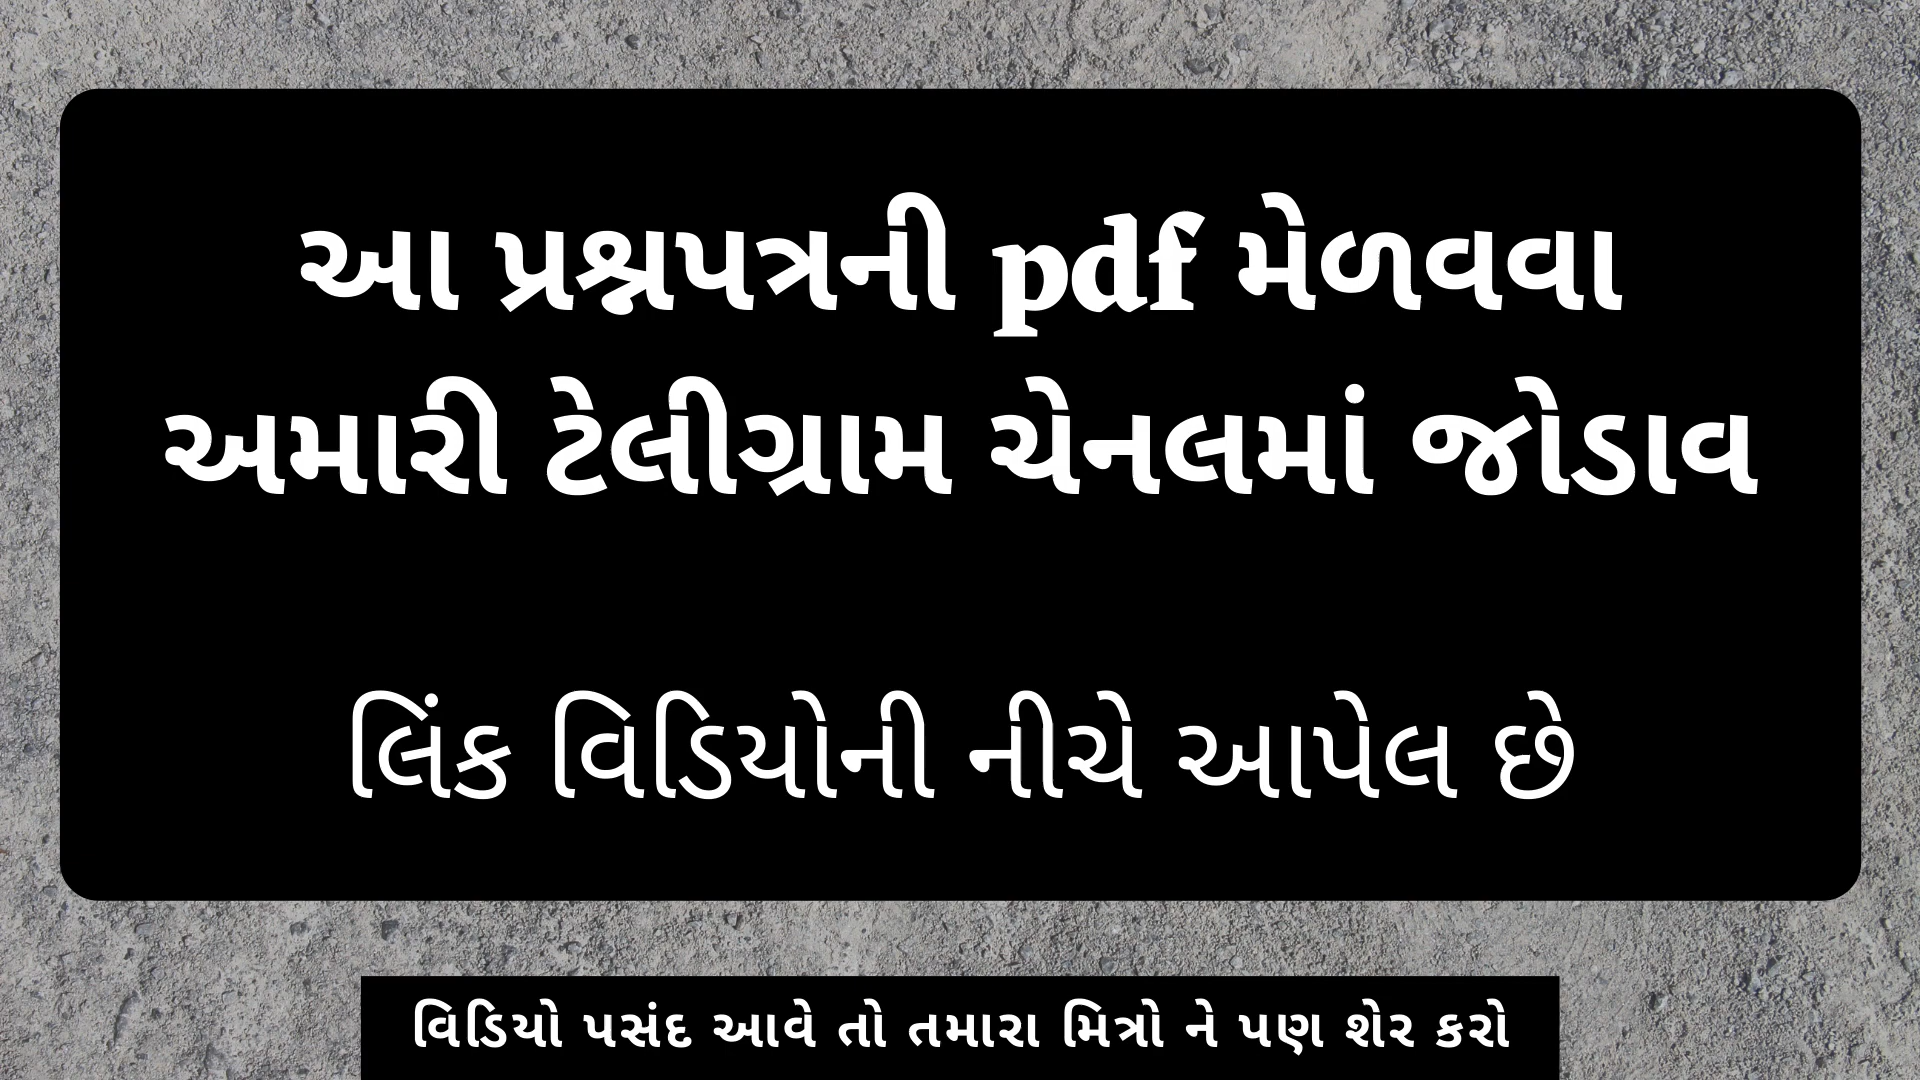 આ પ્રશ્નપત્રની pdf મેળવવા
અમારી ટેલીગ્રામ ચેનલમાં જોડાવ
લિંક વિડિયોની નીચે આપેલ છે
વિડિયો પસંદ આવે તો તમારા મિત્રો ને પણ શેર કરો